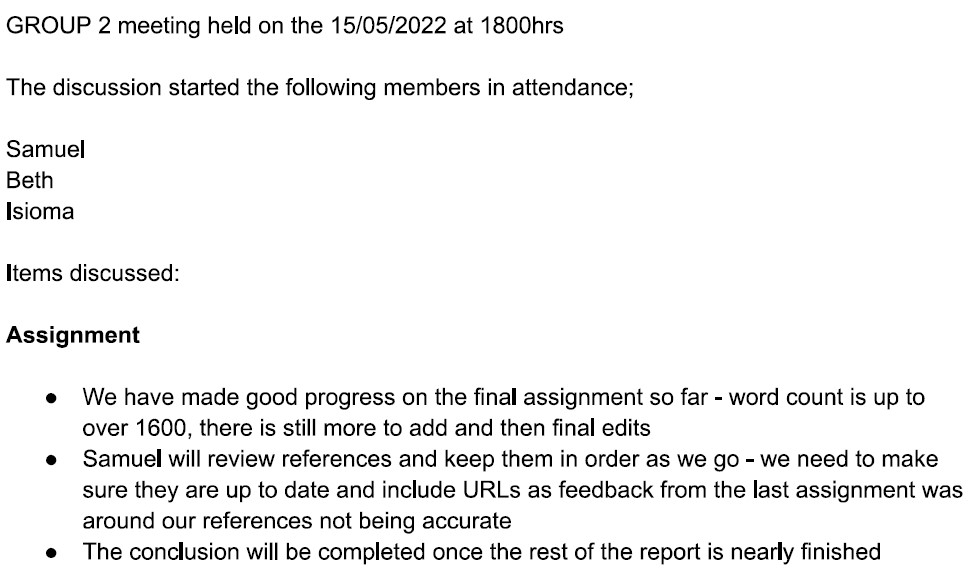 GROUP 2 meeting held on the 15/05/2022 at 1800hrs
The discussion started the following members in attendance;
Samuel
Beth
Isioma
Items discussed:
Assignment
● We have made good progress on the final assignment so far - word count is up to
over 1600, there is still more to add and then final edits
● Samuel will review references and keep them in order as we go - we need to make
sure they are up to date and include URLs as feedback from the last assignment was
around our references not being accurate
● The conclusion will be completed once the rest of the report is nearly finished